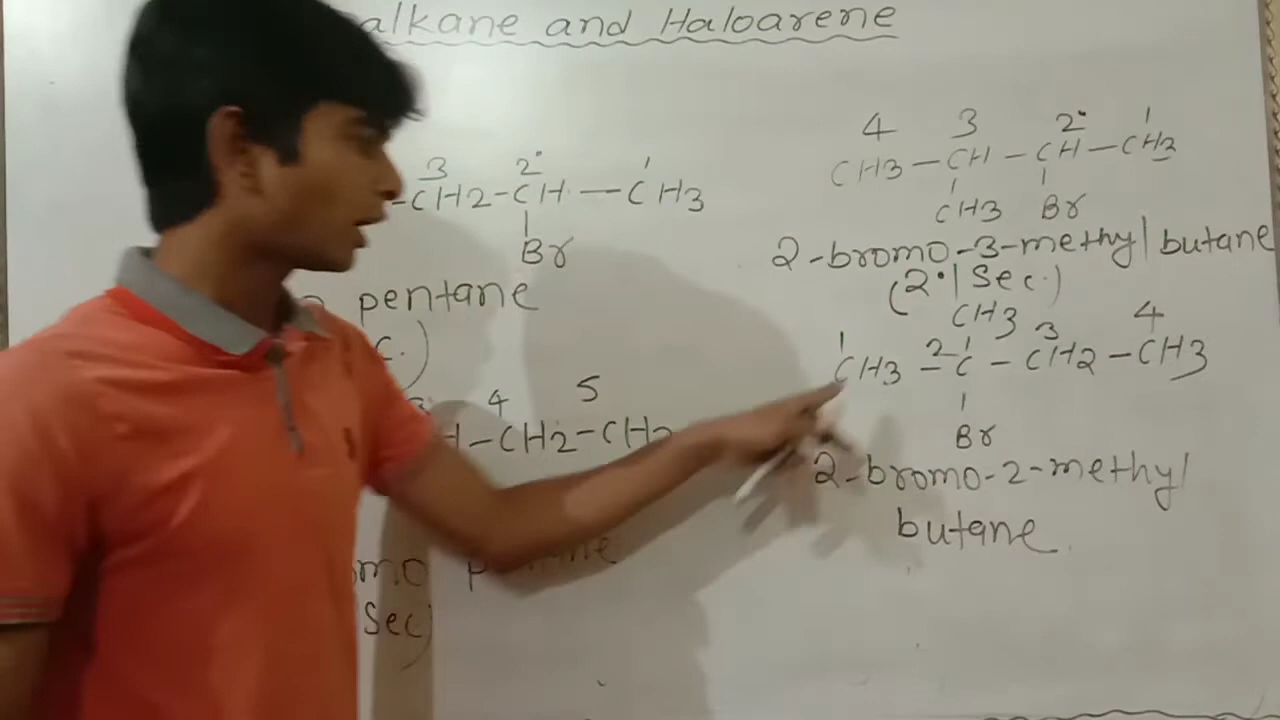 alkane and Haloarene
3 2° 1
-CH2-CH-CH3
Br
pentane
c.)
4 5
-CH2-CH3
Sec)
4 3 2° 1
CH3-CH-CH-CH3
CH3 Br
2-bromo-3-methyl butane
(2°/Sec.)
CH3
1 2 3 4
CH3-C-CH2-CH3
Br
2-bromo-2-methyl
butane